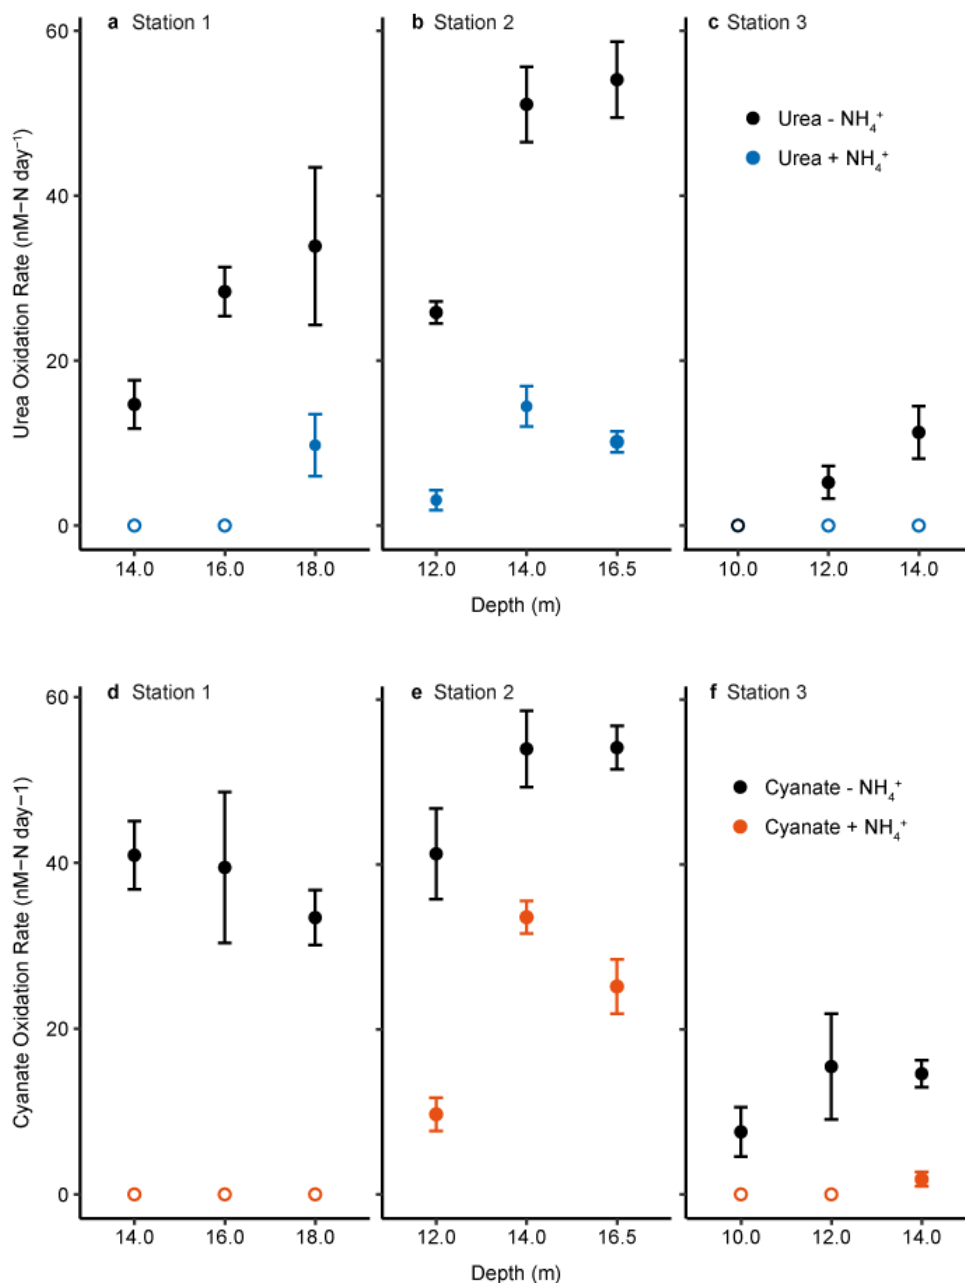 a Station 1
b Station 2
c Station 3
60
40
20
0
Urea Oxidation Rate (nM−N day⁻¹)
Urea - NH₄⁺
Urea + NH₄⁺
14.0 16.0 18.0
12.0 14.0 16.5
10.0 12.0 14.0
Depth (m)
d Station 1
e Station 2
f Station 3
60
40
20
0
Cyanate Oxidation Rate (nM−N day−1)
Cyanate - NH₄⁺
Cyanate + NH₄⁺
14.0 16.0 18.0
12.0 14.0 16.5
10.0 12.0 14.0
Depth (m)